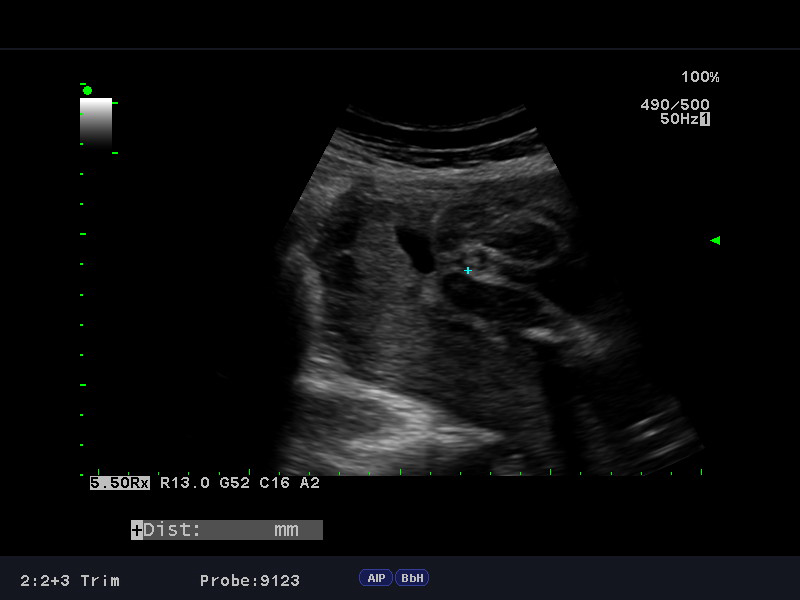 100%
490/500
50Hz1
5.50Rx R13.0 G52 C16 A2
+Dist: mm
2:2+3 Trim Probe:9123 AIP BbH